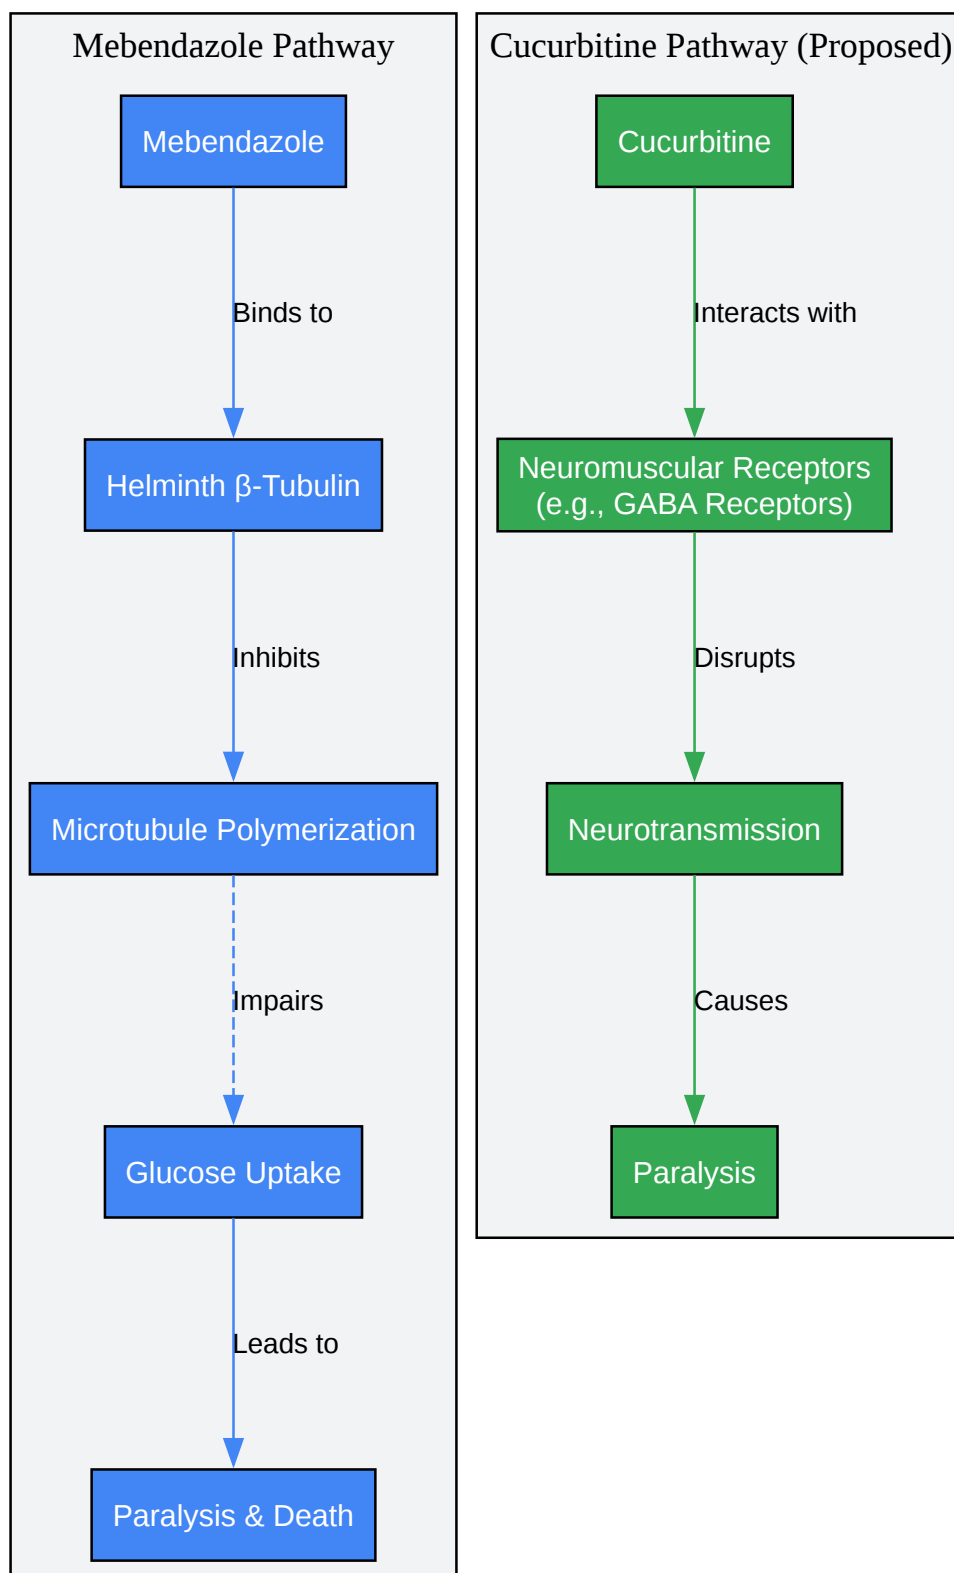 Mebendazole Pathway
Mebendazole
Binds to
Helminth β-Tubulin
Inhibits
Microtubule Polymerization
Impairs
Glucose Uptake
Leads to
Paralysis & Death
Cucurbitine Pathway (Proposed)
Cucurbitine
Interacts with
Neuromuscular Receptors
(e.g., GABA Receptors)
Disrupts
Neurotransmission
Causes
Paralysis